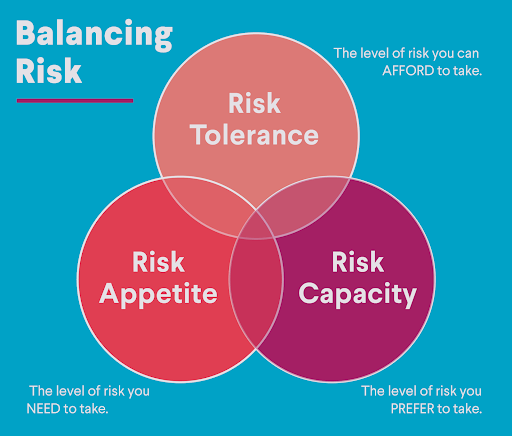 Balancing
Risk
The level of risk you can
AFFORD to take.
Risk
Tolerance
Risk
Appetite
Risk
Capacity
The level of risk you
NEED to take.
The level of risk you
PREFER to take.